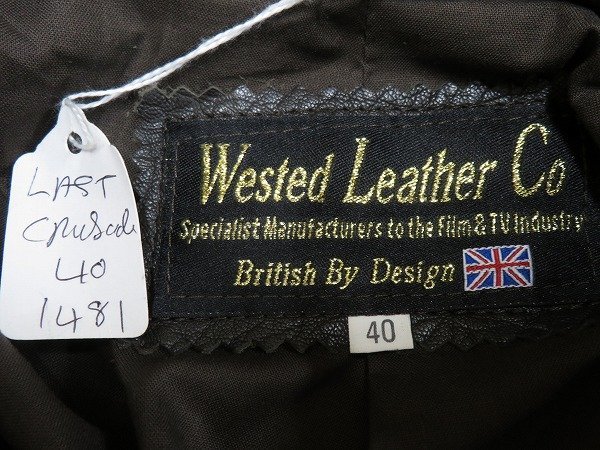 LAST
Crusade
40
1481
Wested Leather Co
Specialist Manufacturers to the Film & TV Industry
British By Design
40